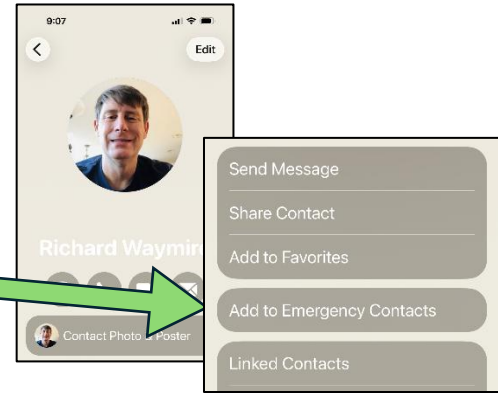 9:07
Edit
Richard Waymire
Contact Photo & Poster
Send Message
Share Contact
Add to Favorites
Add to Emergency Contacts
Linked Contacts